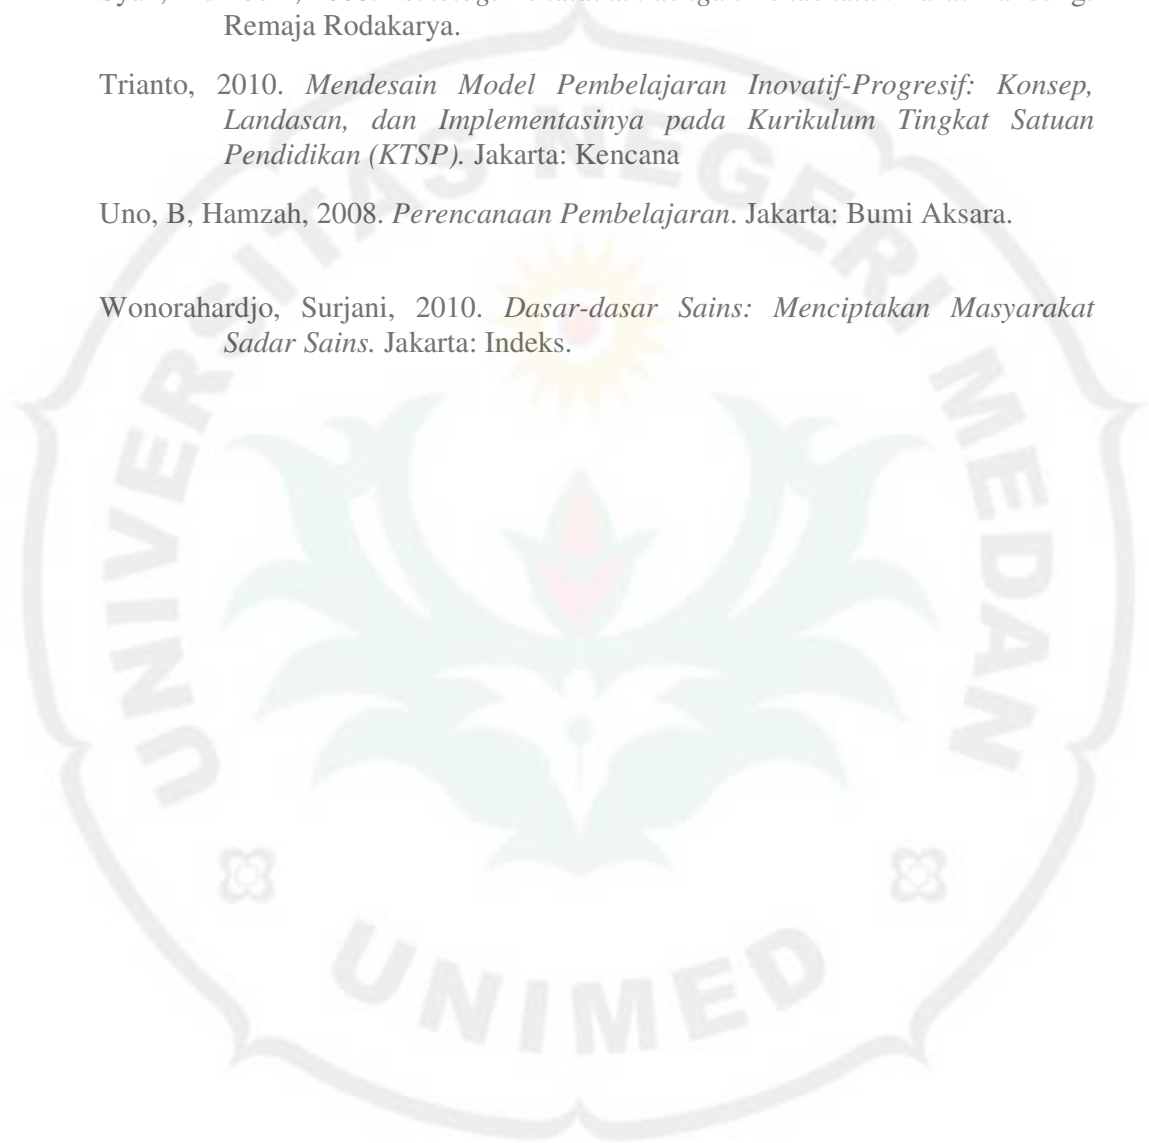 Remaja Rodakarya.
Trianto, 2010. Mendesain Model Pembelajaran Inovatif-Progresif: Konsep,
Landasan, dan Implementasinya pada Kurikulum Tingkat Satuan
Pendidikan (KTSP). Jakarta: Kencana
Uno, B, Hamzah, 2008. Perencanaan Pembelajaran. Jakarta: Bumi Aksara.
Wonorahardjo, Surjani, 2010. Dasar-dasar Sains: Menciptakan Masyarakat
Sadar Sains. Jakarta: Indeks.
UNIVERSITAS NEGERI MEDAN
UNIMED